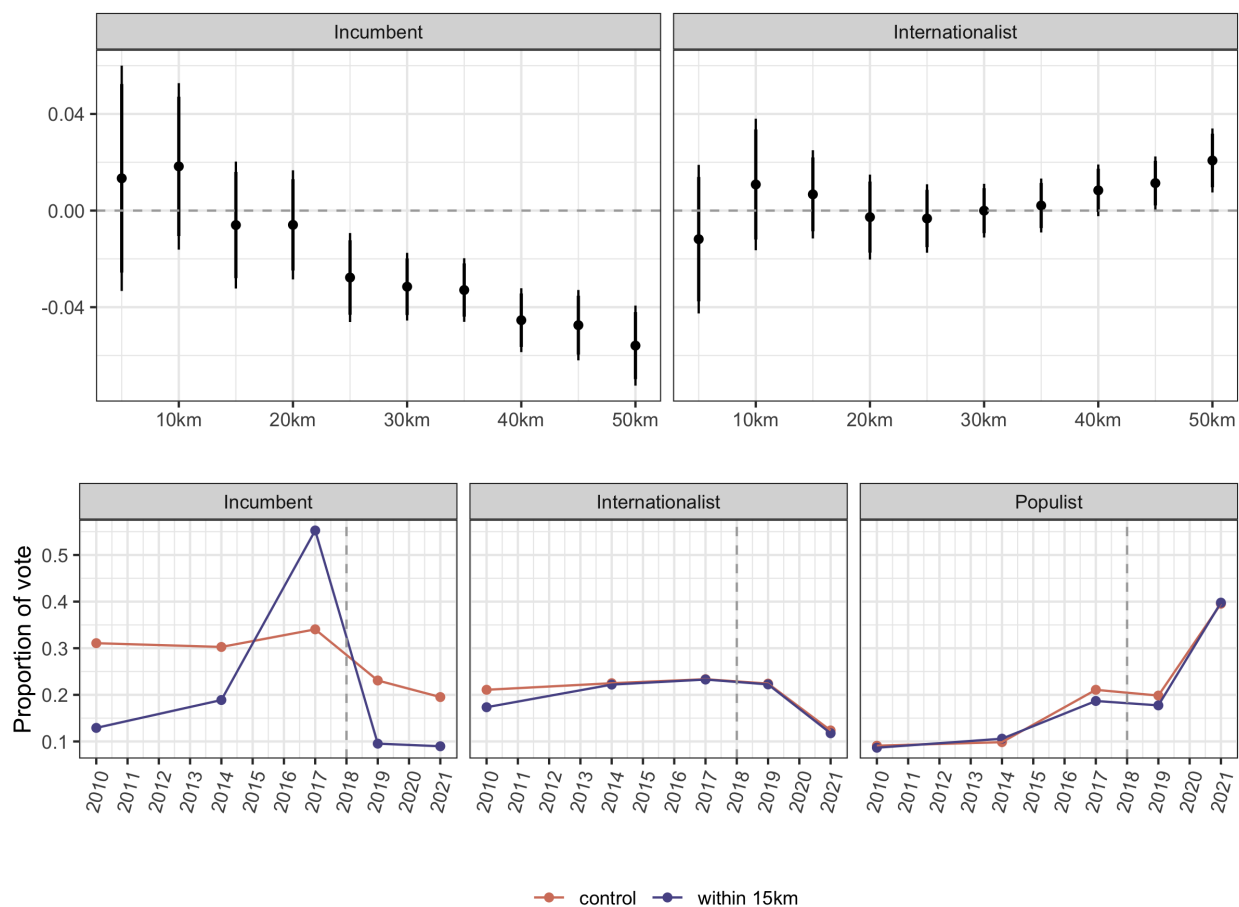 Incumbent Internationalist
0.04
0.00
-0.04
10km 20km 30km 40km 50km 10km 20km 30km 40km 50km
Incumbent Internationalist Populist
Proportion of vote
0.5
0.4
0.3
0.2
0.1
2010 2011 2012 2013 2014 2015 2016 2017 2018 2019 2020 2021 2010 2011 2012 2013 2014 2015 2016 2017 2018 2019 2020 2021 2010 2011 2012 2013 2014 2015 2016 2017 2018 2019 2020 2021
control within 15km